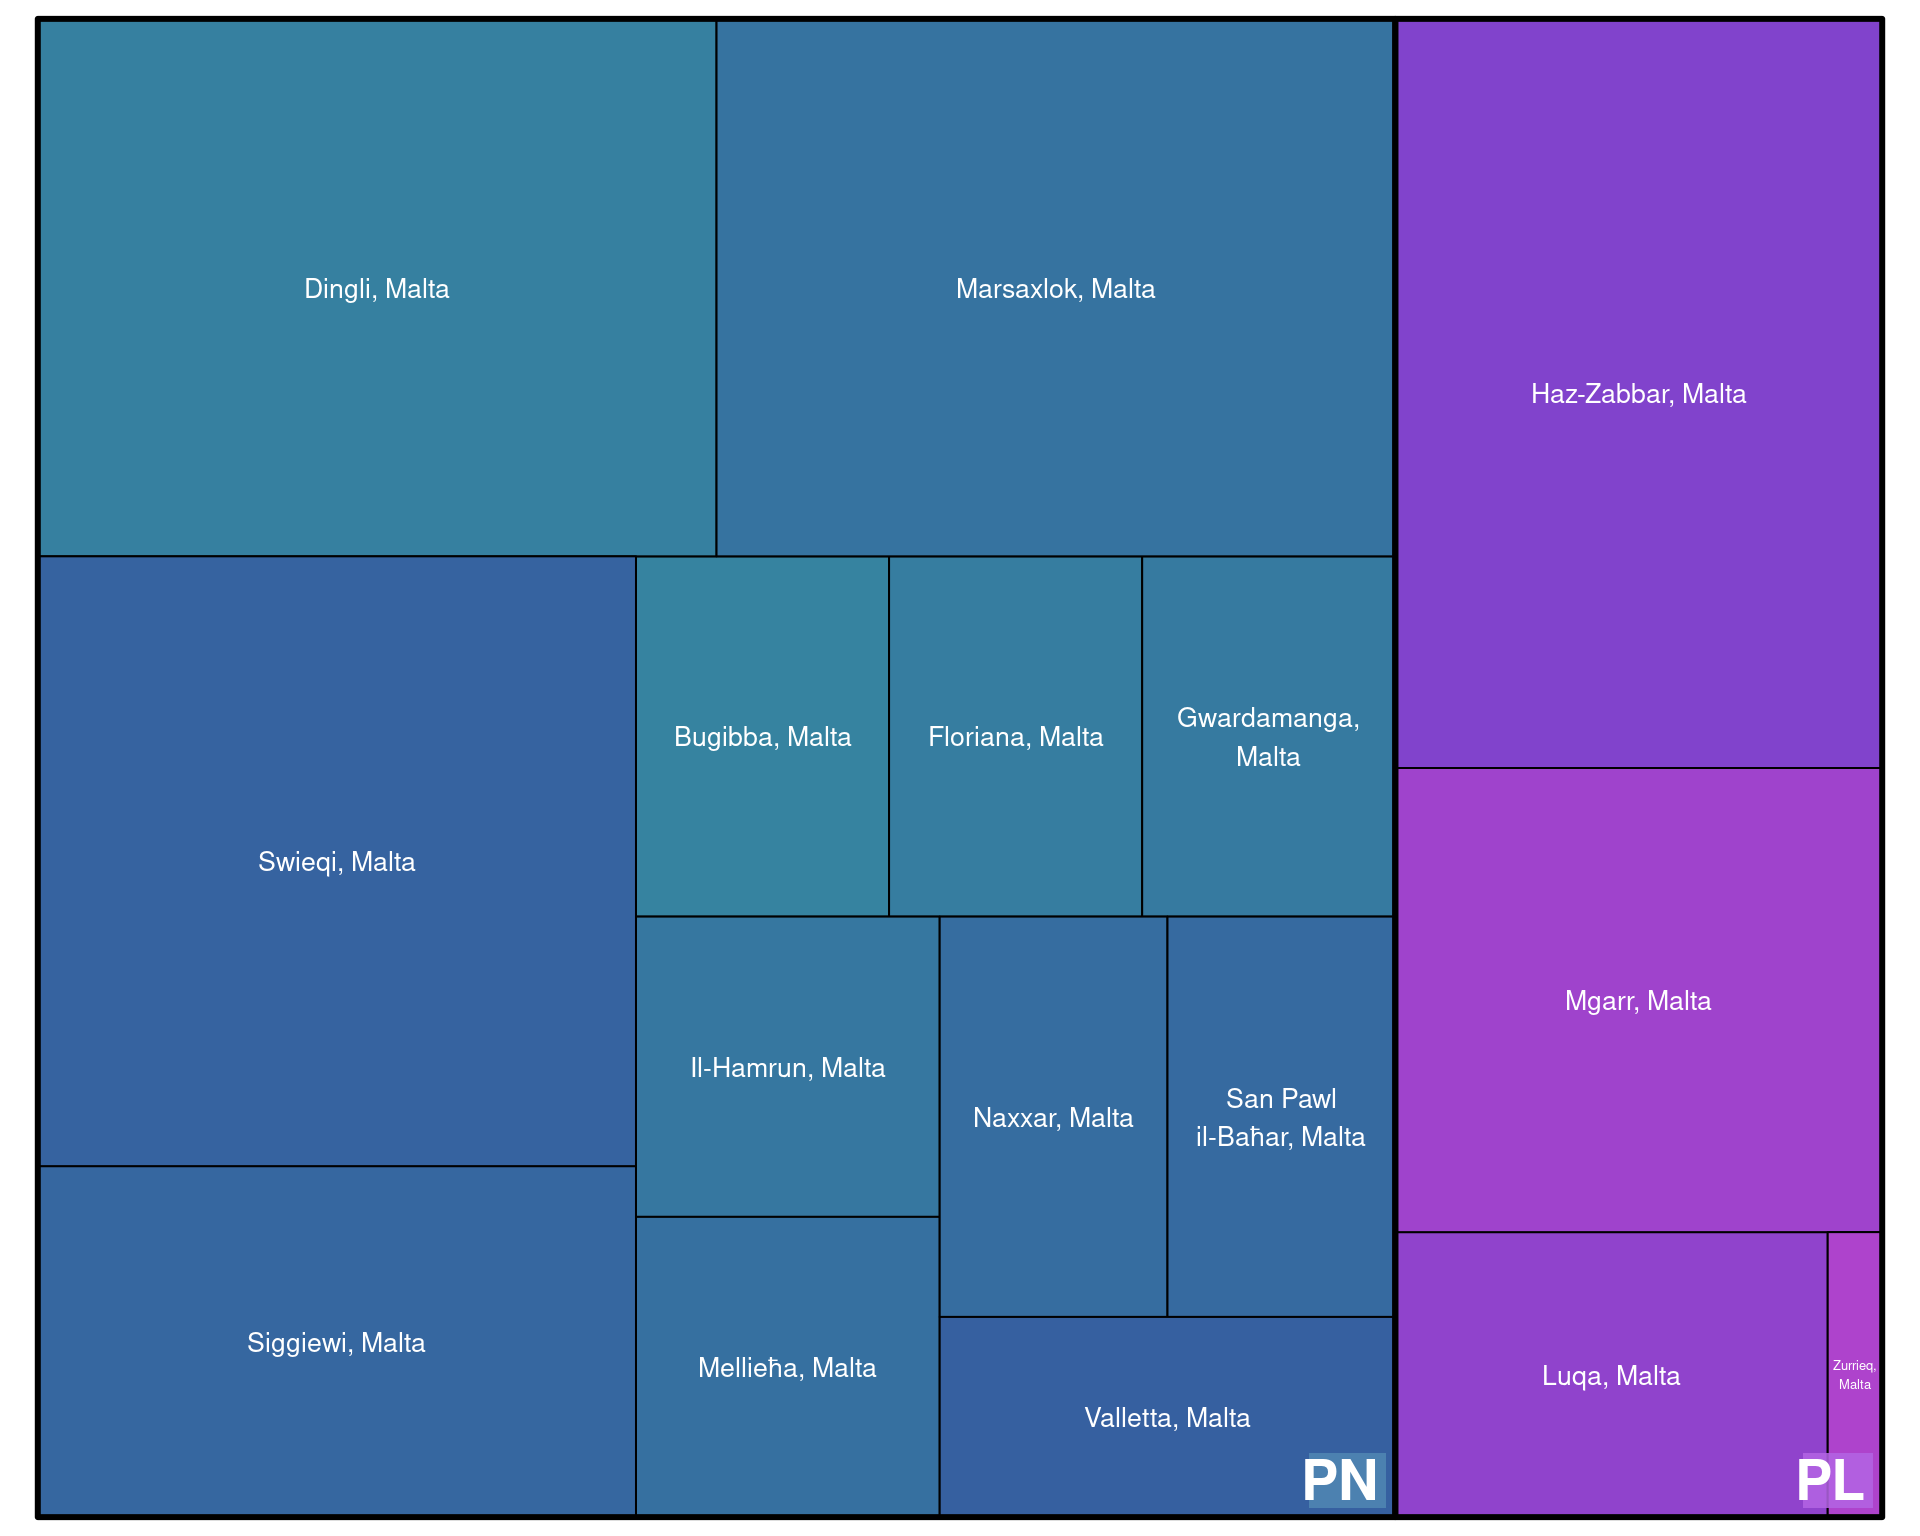 Dingli, Malta
Marsaxlok, Malta
Haz-Zabbar, Malta
Swieqi, Malta
Bugibba, Malta
Floriana, Malta
Gwardamanga,
Malta
Il-Hamrun, Malta
Naxxar, Malta
San Pawl
il-Baħar, Malta
Mgarr, Malta
Siggiewi, Malta
Mellieħa, Malta
Valletta, Malta
PN
Luqa, Malta
Zurrieq,
Malta
PL